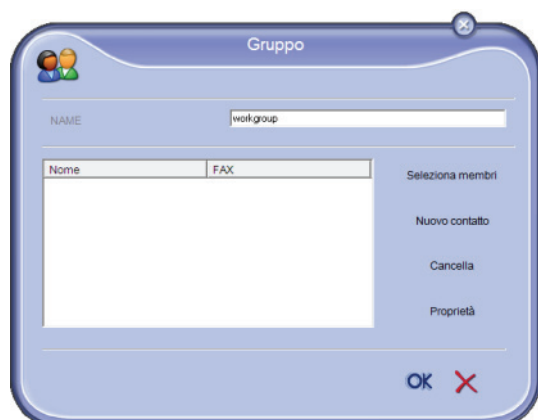 Gruppo
NAME
workgroup
Nome FAX
Seleziona membri
Nuovo contatto
Cancella
Proprietà
OK